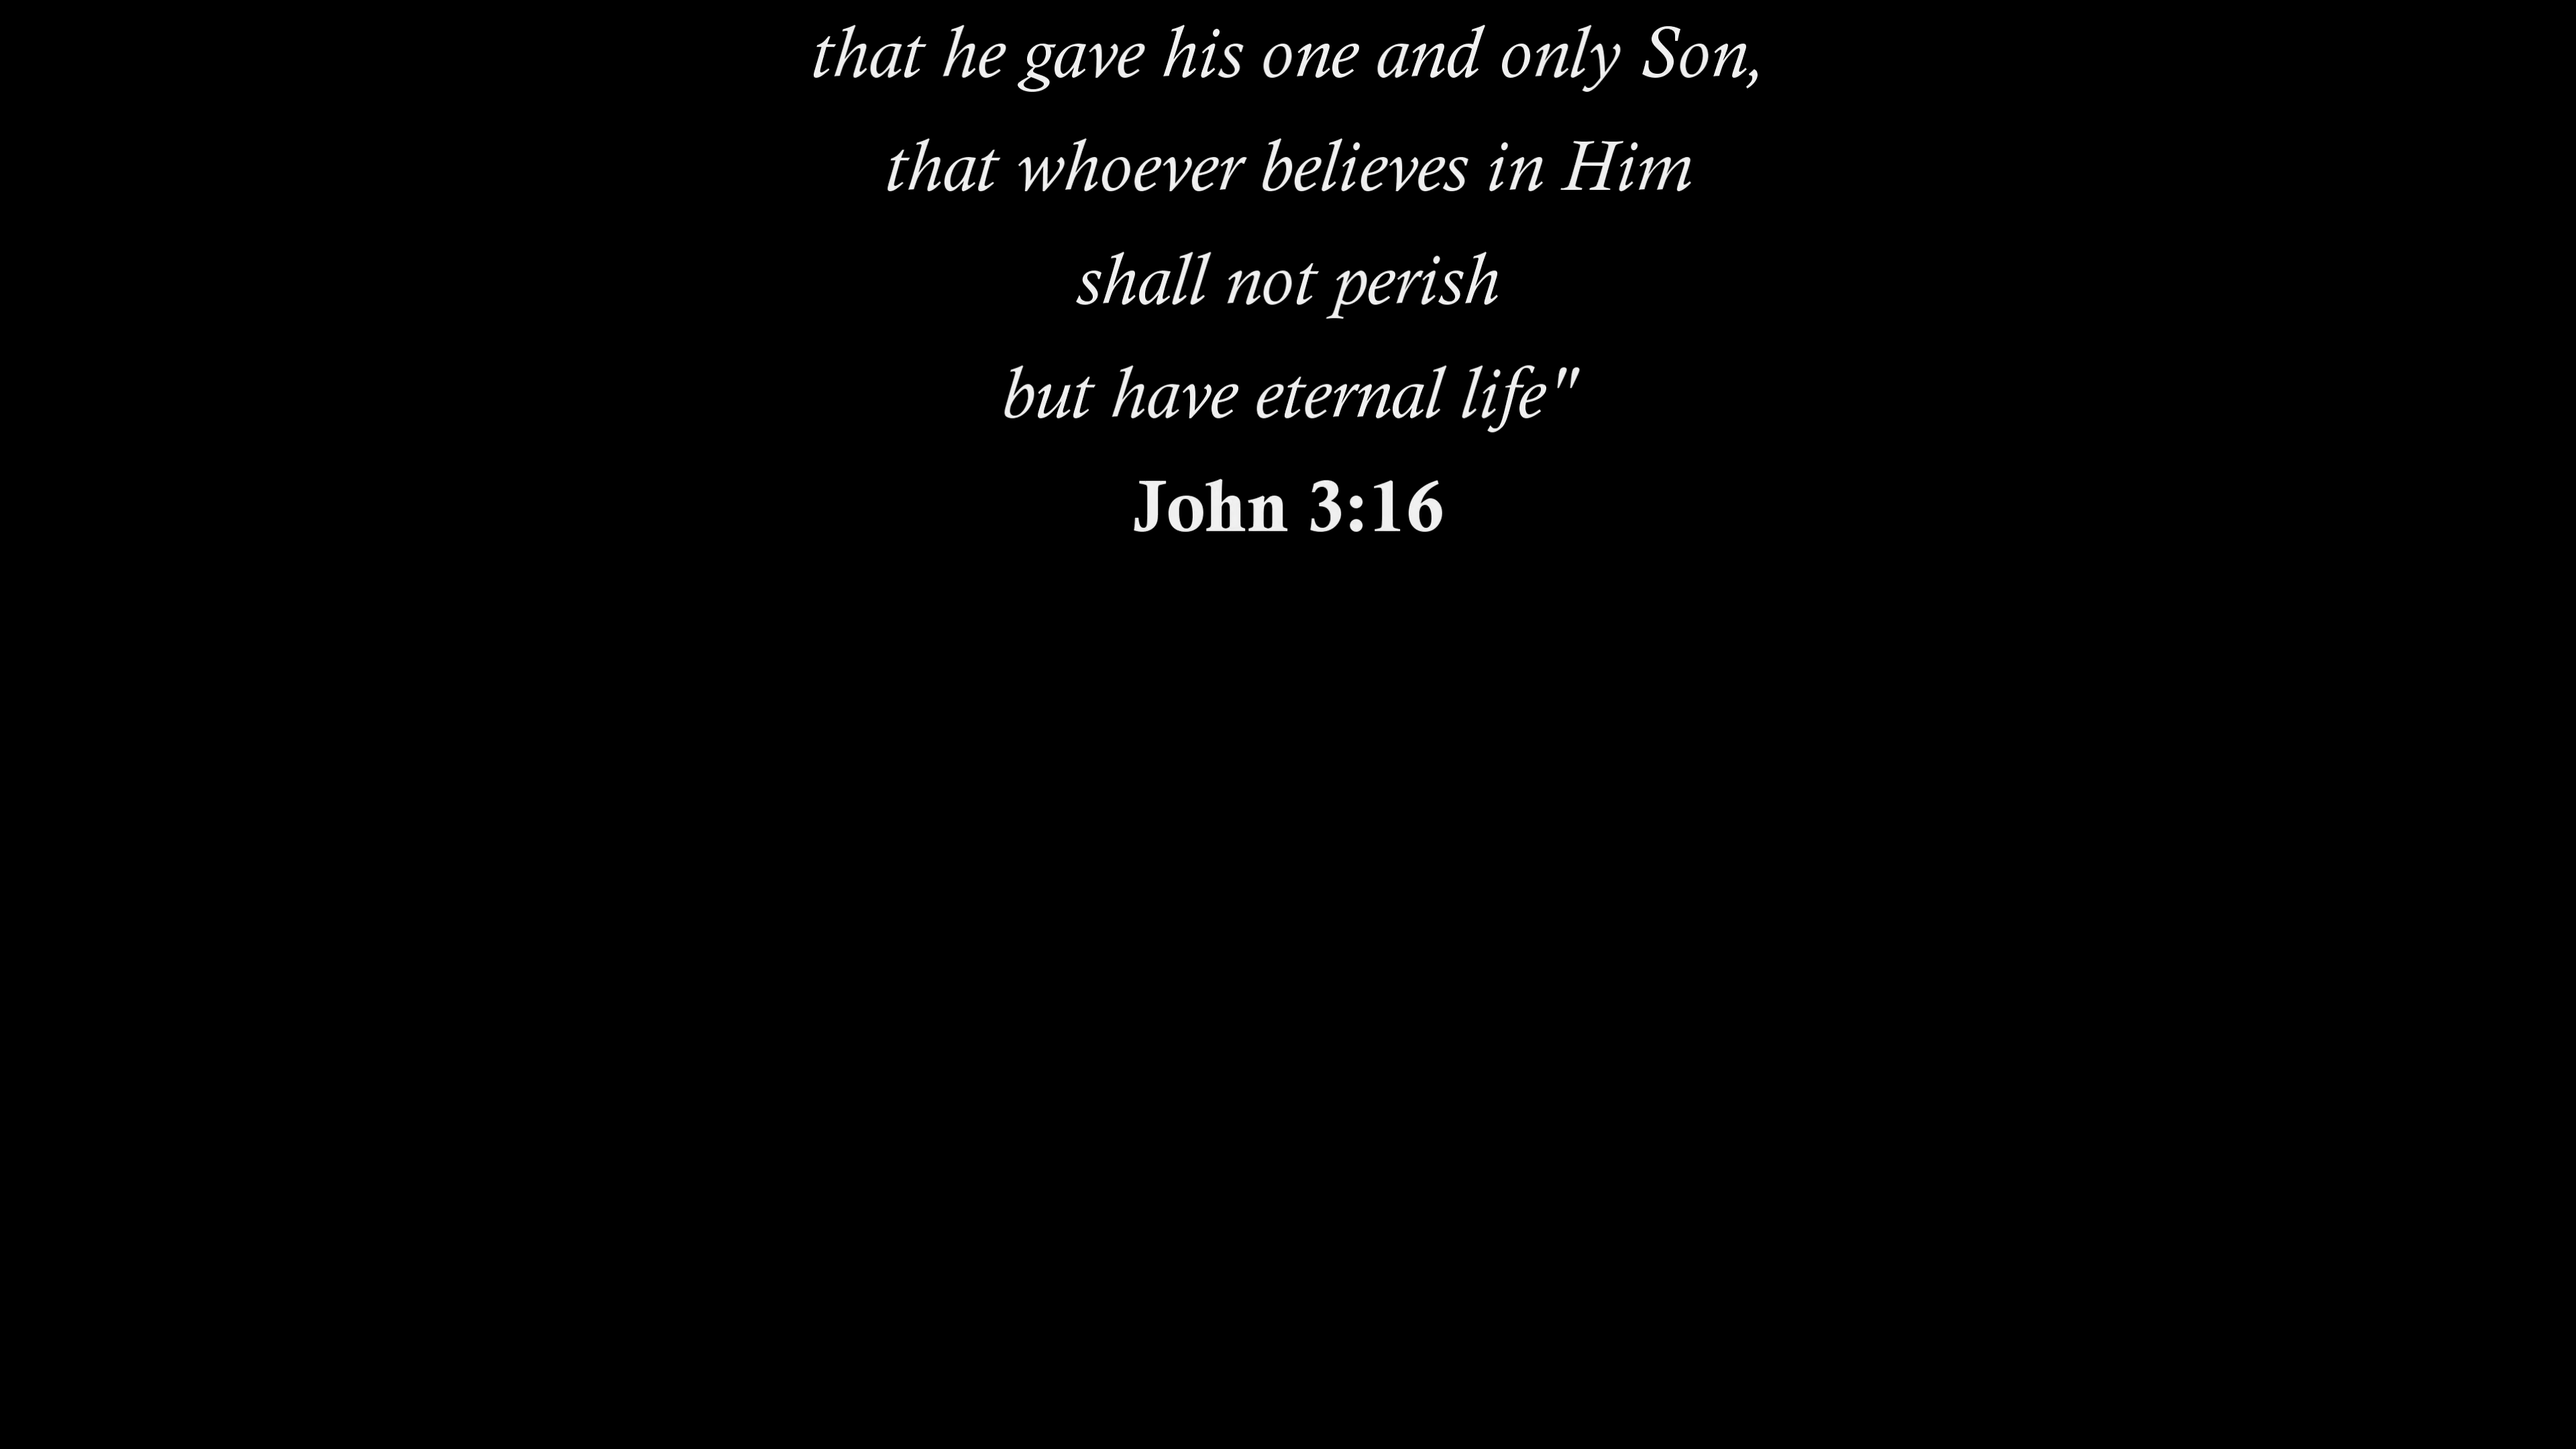 that he gave his one and only Son,
that whoever believes in Him
shall not perish
but have eternal life"
John 3:16